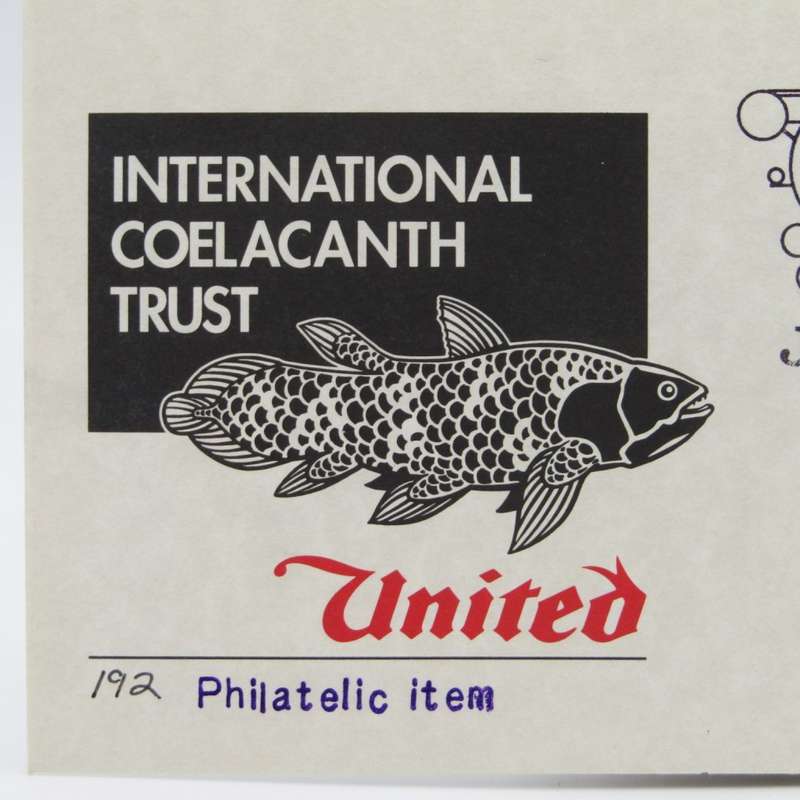 INTERNATIONAL
COELACANTH
TRUST
United
192 Philatelic item